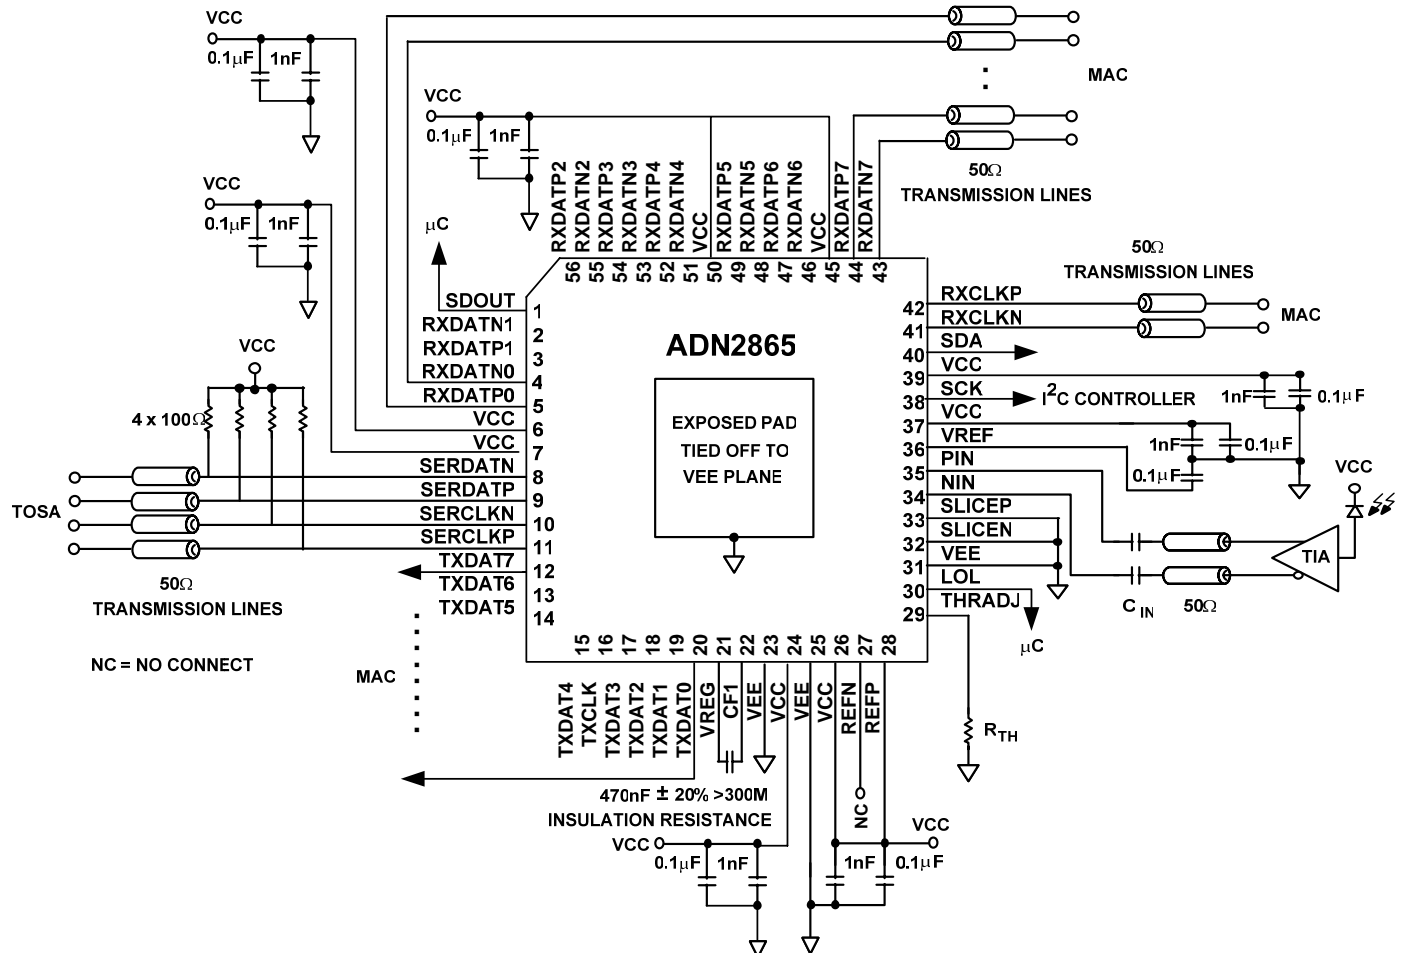 VCC
0.1μF 1nF
MAC
50Ω
TRANSMISSION LINES
VCC
0.1μF 1nF
VCC
0.1μF 1nF
μC
RXDATP2
RXDATN2
RXDATP3
RXDATN3
RXDATP4
RXDATN4
VCC
RXDATP5
RXDATN5
RXDATP6
RXDATN6
VCC
RXDATP7
RXDATN7
56
55
54
53
52
51
50
49
48
47
46
45
44
43
SDOUT 1
RXDATN1 2
RXDATP1 3
RXDATN0 4
RXDATP0 5
VCC 6
VCC 7
SERDATN 8
SERDATP 9
SERCLKN 10
SERCLKP 11
TXDAT7 12
TXDAT6 13
TXDAT5 14
ADN2865
EXPOSED PAD
TIED OFF TO
VEE PLANE
42 RXCLKP
41 RXCLKN
40 SDA
39 VCC
38 SCK
37 VCC
36 VREF
35 PIN
34 NIN
33 SLICEP
32 SLICEN
31 VEE
30 LOL
29 THRADJ
50Ω
TRANSMISSION LINES
MAC
I2C CONTROLLER
1nF 0.1μF
1nF 0.1μF
0.1μF
VCC
TIA
CIN 50Ω
μC
RTH
VCC
4 x 100Ω
TOSA
50Ω
TRANSMISSION LINES
NC = NO CONNECT
MAC
15
16
17
18
19
20
21
22
23
24
25
26
27
28
TXDAT4
TXCLK
TXDAT3
TXDAT2
TXDAT1
TXDAT0
VREG
CF1
VEE
VCC
VEE
VCC
REFN
REFP
470nF ± 20% >300M
INSULATION RESISTANCE
NC
VCC
0.1μF 1nF
VCC
1nF 0.1μF